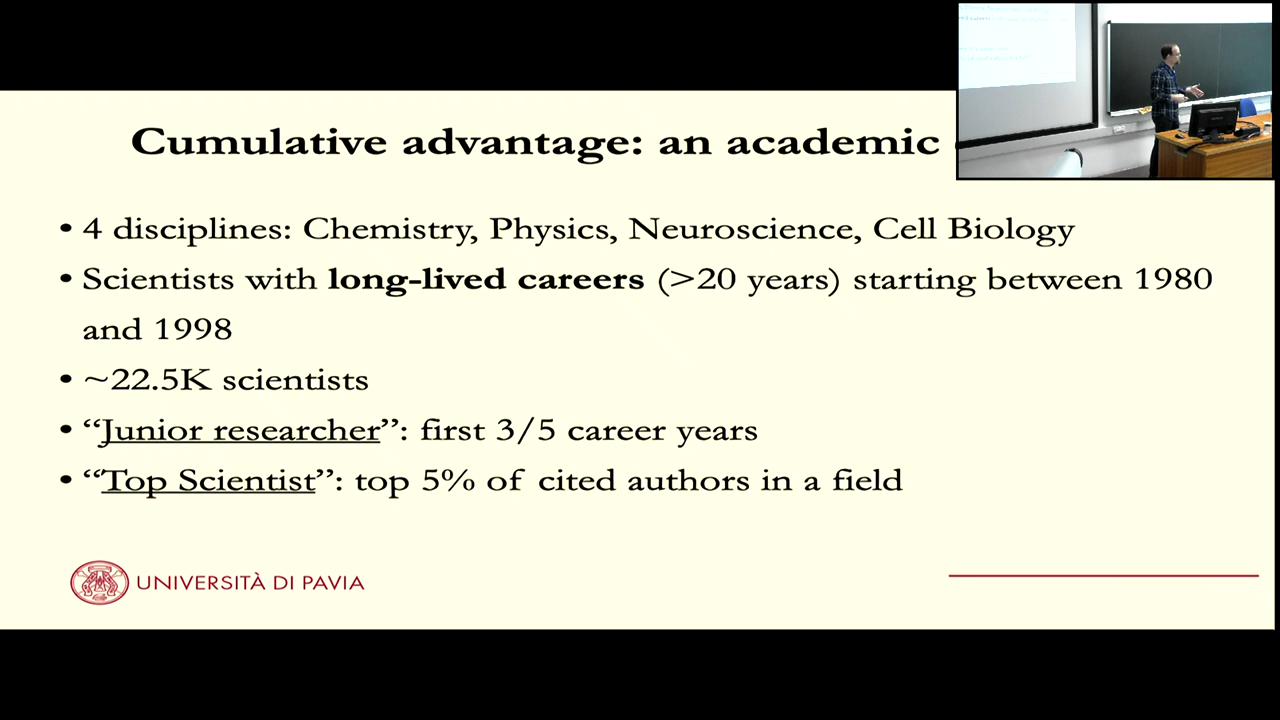 Cumulative advantage: an academic
• 4 disciplines: Chemistry, Physics, Neuroscience, Cell Biology
• Scientists with long-lived careers (>20 years) starting between 1980
and 1998
• ~22.5K scientists
• “Junior researcher”: first 3/5 career years
• “Top Scientist”: top 5% of cited authors in a field
UNIVERSITÀ DI PAVIA